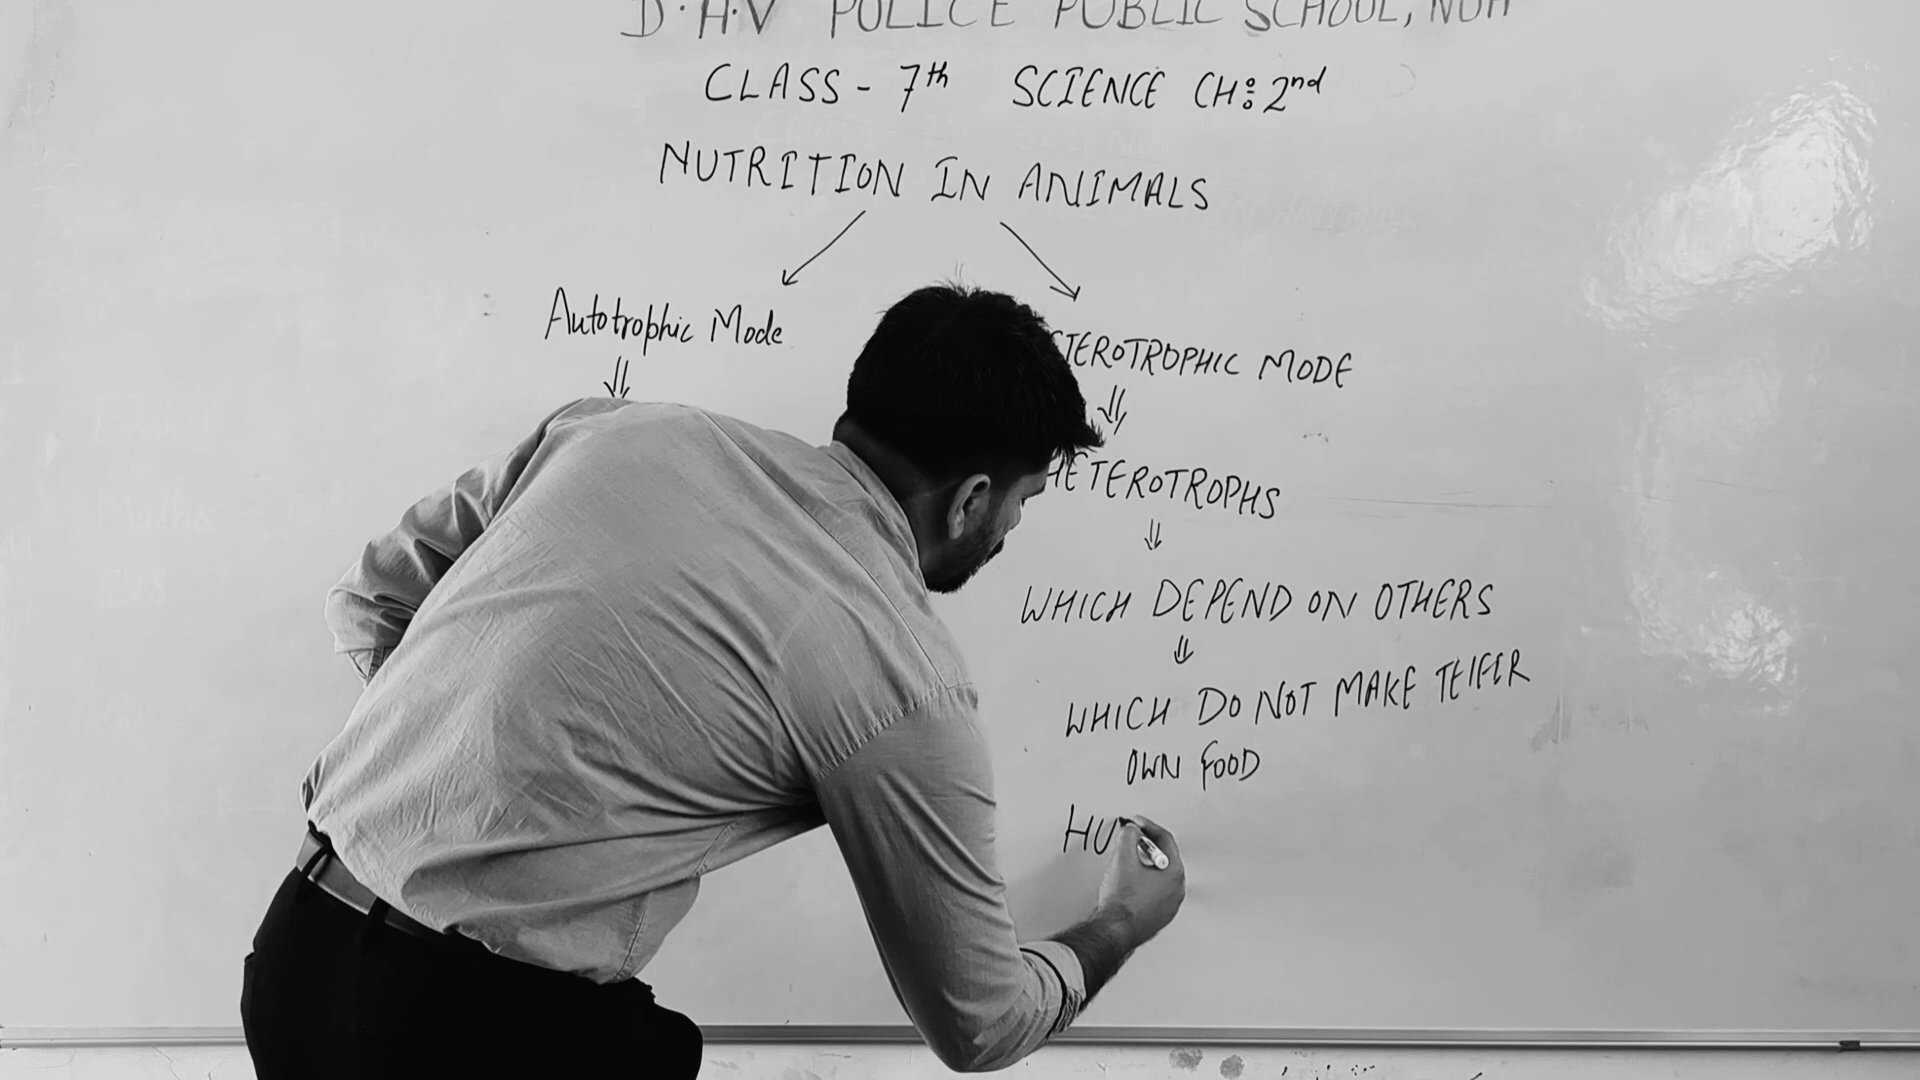 D.A.V POLICE PUBLIC SCHOOL, NUH
CLASS - 7th SCIENCE CH: 2nd
NUTRITION IN ANIMALS
Autotrophic Mode
ETEROTROPHIC MODE
HETEROTROPHS
WHICH DEPEND ON OTHERS
WHICH DO NOT MAKE TEIFER
OWN FOOD
HU